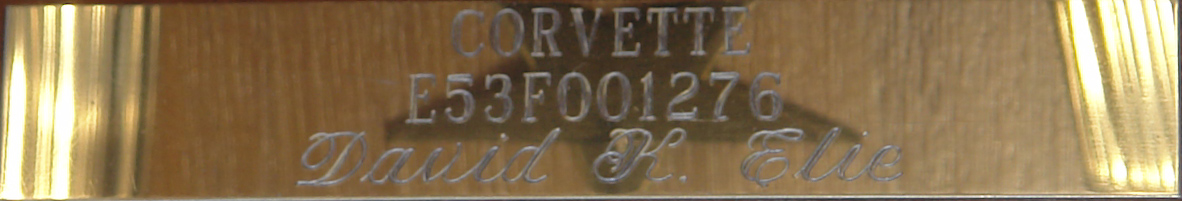 CORVETTE
E53F001276
David K. Elie